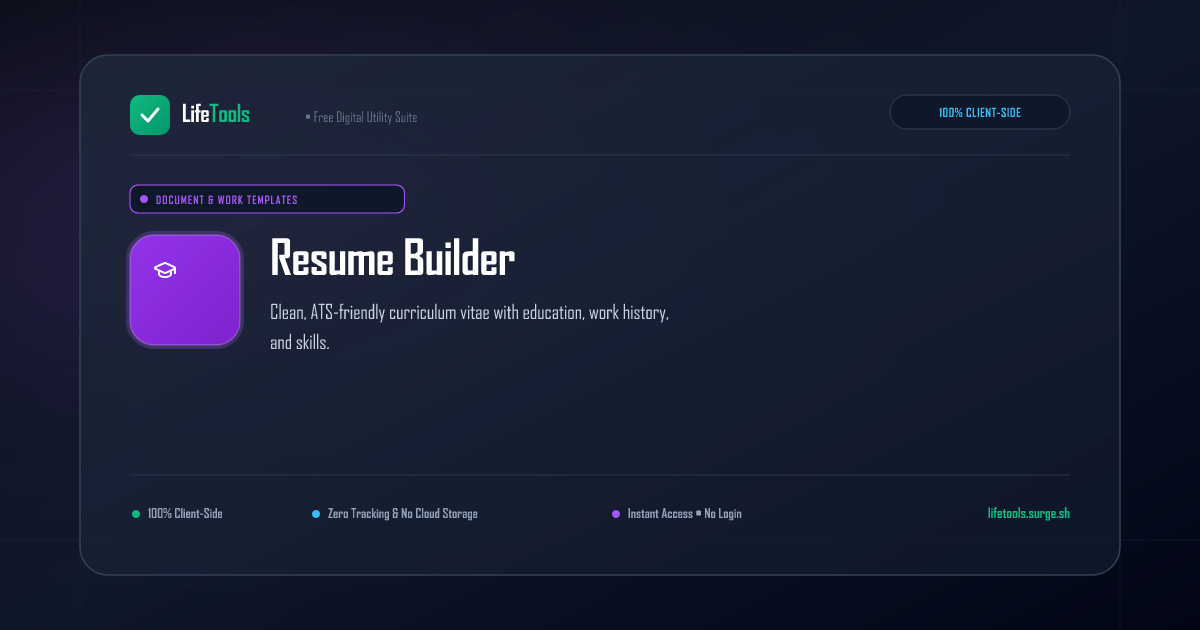 LifeTools
▪ Free Digital Utility Suite
100% CLIENT-SIDE
DOCUMENT & WORK TEMPLATES
Resume Builder
Clean, ATS-friendly curriculum vitae with education, work history,
and skills.
100% Client-Side
Zero Tracking & No Cloud Storage
Instant Access ▪ No Login
lifetools.surge.sh